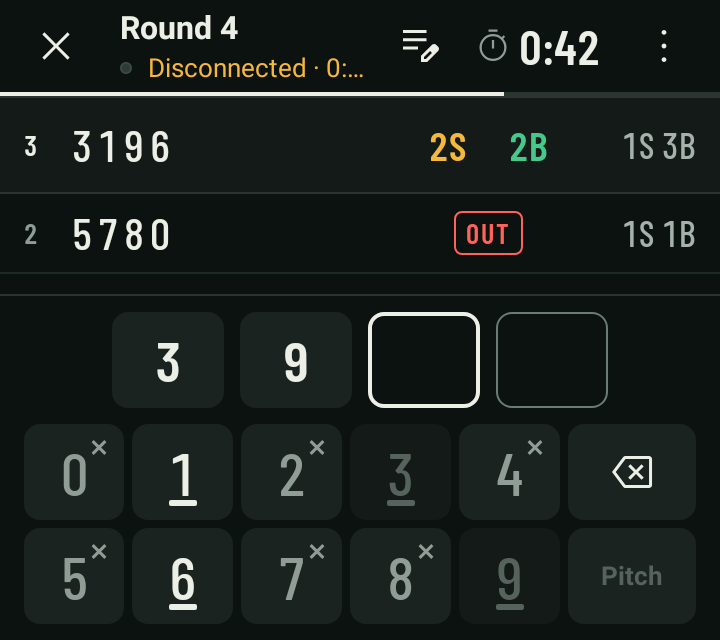 Round 4
Disconnected · 0:…
0:42
3 3196 2S 2B 1S 3B
2 5780 OUT 1S 1B
3 9
0 1 2 3 4
5 6 7 8 9 Pitch